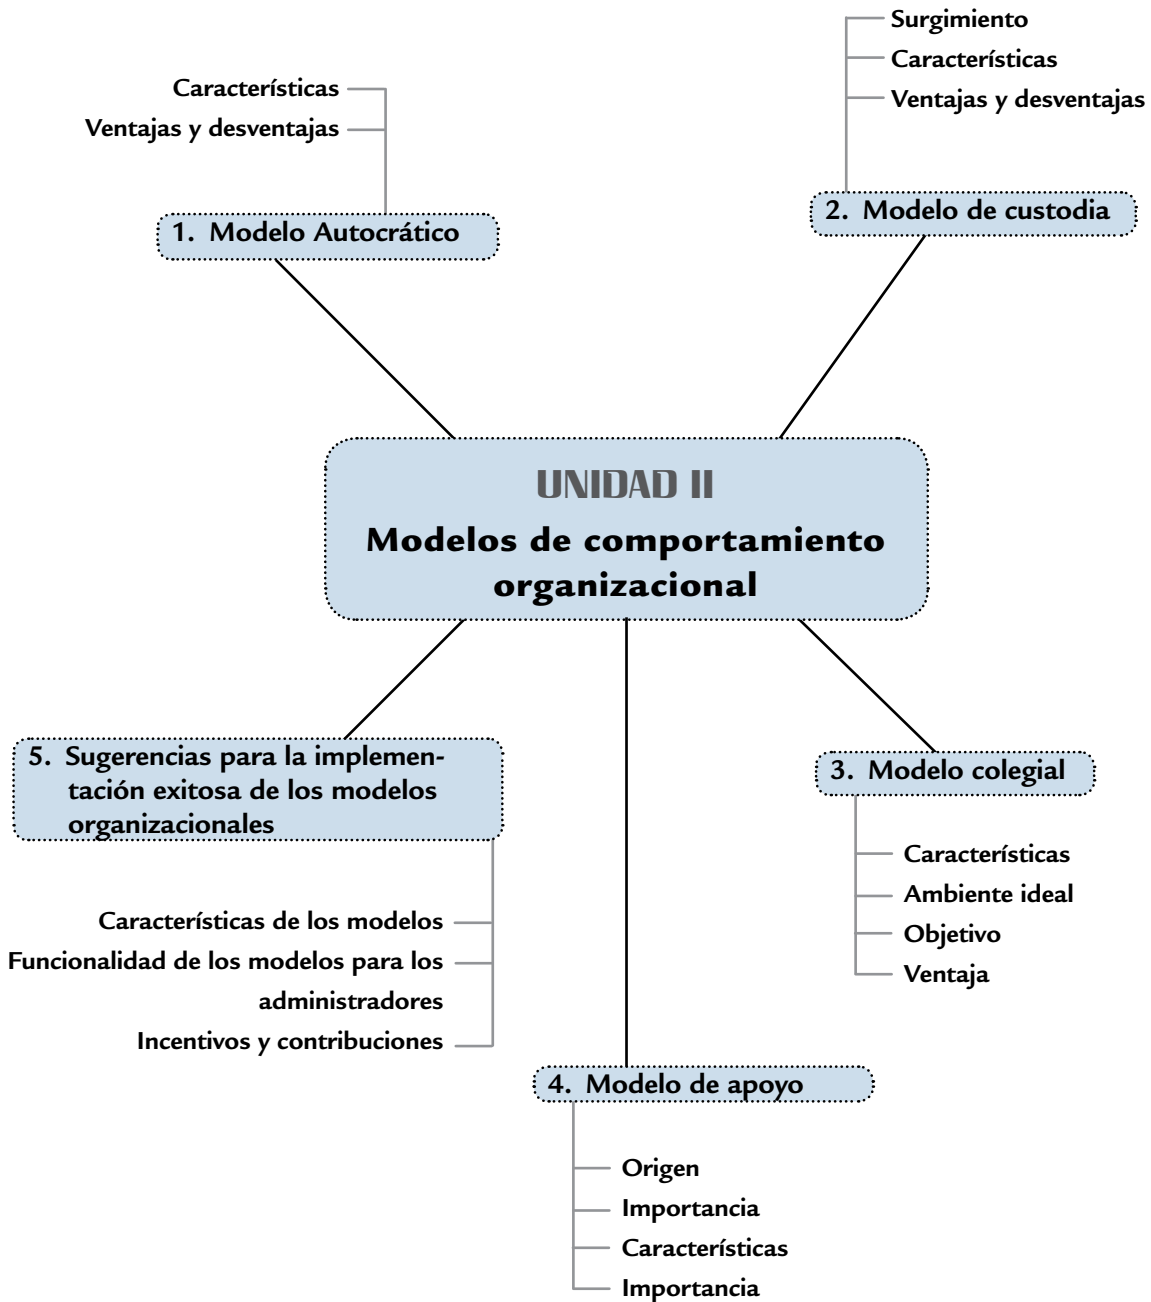 Surgimiento
Características
Ventajas y desventajas
2. Modelo de custodia
Características
Ventajas y desventajas
1. Modelo Autocrático
UNIDAD II
Modelos de comportamiento
organizacional
5. Sugerencias para la implemen-
tación exitosa de los modelos
organizacionales
Características de los modelos
Funcionalidad de los modelos para los
administradores
Incentivos y contribuciones
3. Modelo colegial
Características
Ambiente ideal
Objetivo
Ventaja
4. Modelo de apoyo
Origen
Importancia
Características
Importancia